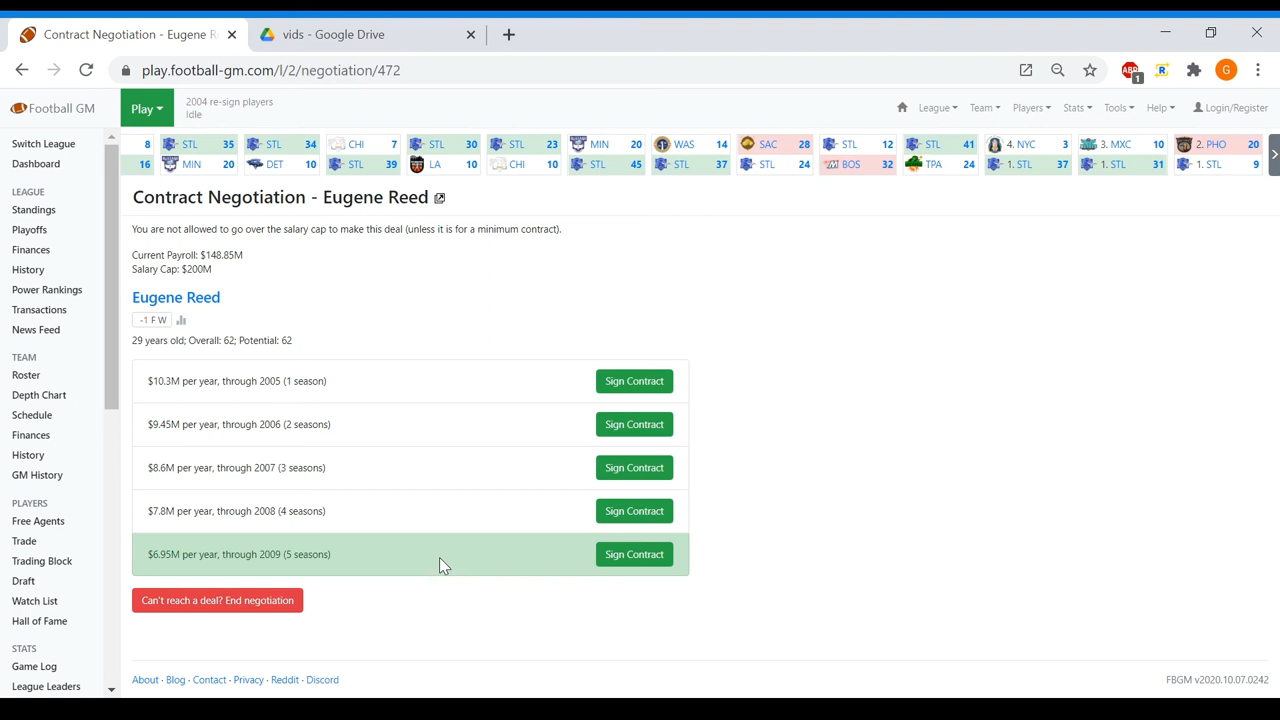 Contract Negotiation - Eugene R
vids - Google Drive
play.football-gm.com/l/2/negotiation/472
ABP
1
R
G
Football GM
Play
2004 re-sign players
Idle
League
Team
Players
Stats
Tools
Help
Login/Register
8
16
STL 35
MIN 20
STL 34
DET 10
CHI 7
STL 39
STL 30
LA 10
STL 23
CHI 10
MIN 20
STL 45
WAS 14
STL 37
SAC 28
STL 24
STL 12
BOS 32
STL 41
TPA 24
4. NYC 3
1. STL 37
3. MXC 10
1. STL 31
2. PHO 20
1. STL 9
Switch League
Dashboard
LEAGUE
Standings
Playoffs
Finances
History
Power Rankings
Transactions
News Feed
TEAM
Roster
Depth Chart
Schedule
Finances
History
GM History
PLAYERS
Free Agents
Trade
Trading Block
Draft
Watch List
Hall of Fame
STATS
Game Log
League Leaders
Contract Negotiation - Eugene Reed
You are not allowed to go over the salary cap to make this deal (unless it is for a minimum contract).
Current Payroll: $148.85M
Salary Cap: $200M
Eugene Reed
-1 F W
29 years old; Overall: 62; Potential: 62
$10.3M per year, through 2005 (1 season) Sign Contract
$9.45M per year, through 2006 (2 seasons) Sign Contract
$8.6M per year, through 2007 (3 seasons) Sign Contract
$7.8M per year, through 2008 (4 seasons) Sign Contract
$6.95M per year, through 2009 (5 seasons) Sign Contract
Can't reach a deal? End negotiation
About · Blog · Contact · Privacy · Reddit · Discord
FBGM v2020.10.07.0242